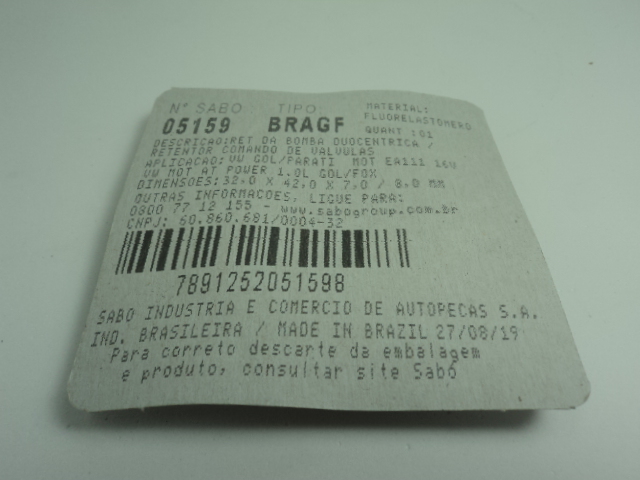 Nº SABO TIPO: MATERIAL:
05159 BRAGF FLUORELASTOMERO
QUANT :01
DESCRICAO:RET DA BOMBA DUOCENTRICA /
RETENTOR COMANDO DE VALVULAS
APLICACAO: VW GOL/PARATI MOT EA111 16V
VW MOT AT POWER 1.0L GOL/FOX
DIMENSOES:32,0 X 42,0 X 7,0 / 8,0 MM
OUTRAS INFORMACOES, LIGUE PARA:
0800 77 12 155 - www.sabogroup.com.br
CNPJ: 60.860.681/0004-32
7891252051598
SABO INDUSTRIA E COMERCIO DE AUTOPECAS S.A.
IND. BRASILEIRA / MADE IN BRAZIL 27/08/19
Para correto descarte da embalagem
e produto, consultar site Sabó